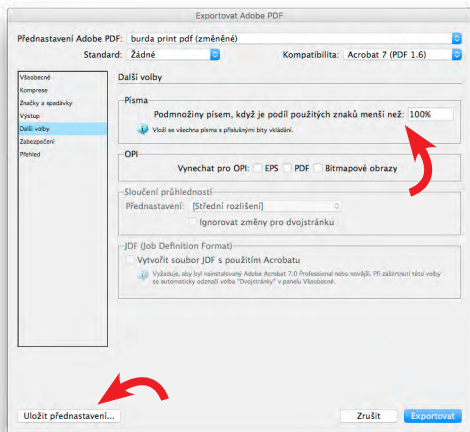 Exportovat Adobe PDF
Přednastavení Adobe PDF: burda print pdf (změněné)
Standard: Žádné Kompatibilita: Acrobat 7 (PDF 1.6)
Všeobecné
Komprese
Značky a spadávky
Výstup
Další volby
Zabezpečení
Přehled
Další volby
Písma
Podmnožiny písem, když je podíl použitých znaků menší než: 100%
Vloží se všechna písma s příslušnými bity vkládání.
OPI
Vynechat pro OPI: EPS PDF Bitmapové obrazy
Sloučení průhledností
Přednastavení: [Střední rozlišení]
Ignorovat změny pro dvojstránku
JDF (Job Definition Format)
Vytvořit soubor JDF s použitím Acrobatu
Vyžaduje, aby byl nainstalovaný Adobe Acrobat 7.0 Professional nebo novější. Při zaškrtnutí této volby
se automaticky odznačí volba "Dvojstránky" v panelu Všeobecné.
Uložit přednastavení... Zrušit Exportovat